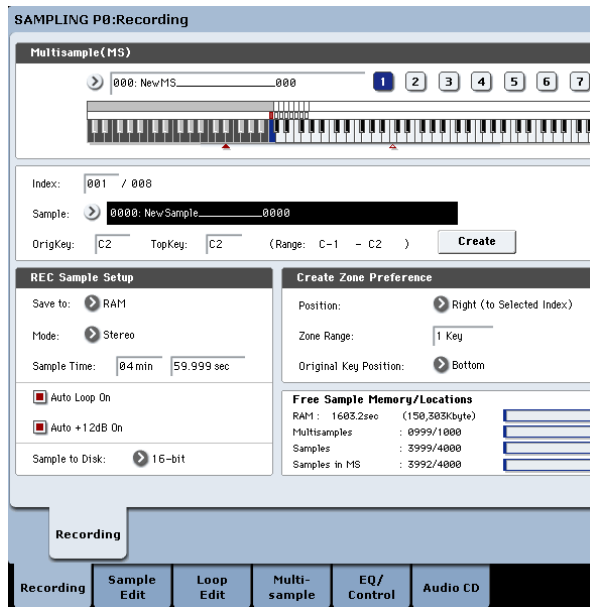 SAMPLING P0:Recording
Multisample(MS)
000: NewMS_______________000 1 2 3 4 5 6 7
Index: 001 / 008
Sample: 0000: NewSample___________0000
OrigKey: C2 TopKey: C2 (Range: C-1 - C2 ) Create
REC Sample Setup
Save to: RAM
Mode: Stereo
Sample Time: 04 min 59.999 sec
Auto Loop On
Auto +12dB On
Sample to Disk: 16-bit
Create Zone Preference
Position: Right (to Selected Index)
Zone Range: 1 Key
Original Key Position: Bottom
Free Sample Memory/Locations
RAM : 1603.2sec (150,303Kbyte)
Multisamples : 0999/1000
Samples : 3999/4000
Samples in MS : 3992/4000
Recording
Recording
Sample
Edit
Loop
Edit
Multi-
sample
EQ/
Control
Audio CD